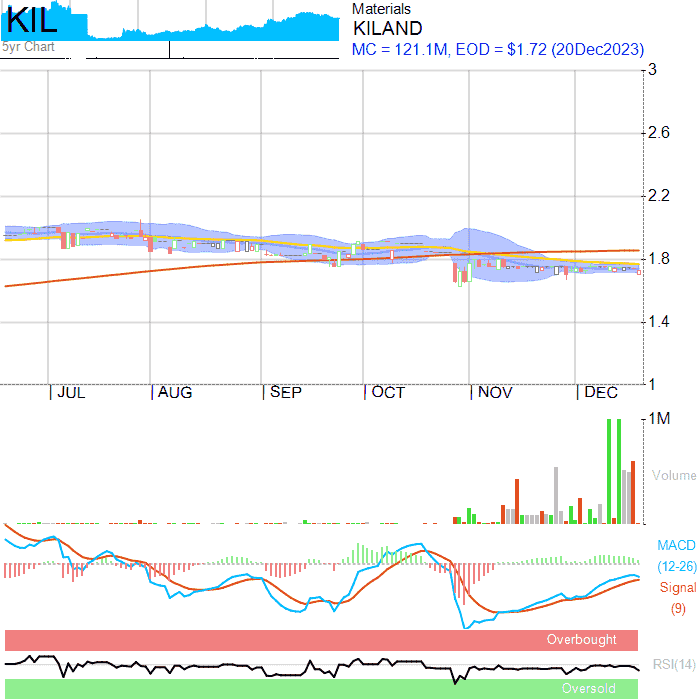 KIL
5yr Chart
Materials
KILAND
MC = 121.1M, EOD = $1.72 (20Dec2023)
3
2.6
2.2
1.8
1.4
1
JUL AUG SEP OCT NOV DEC
1M
Volume
MACD
(12-26)
Signal
(9)
Overbought
RSI(14)
Oversold